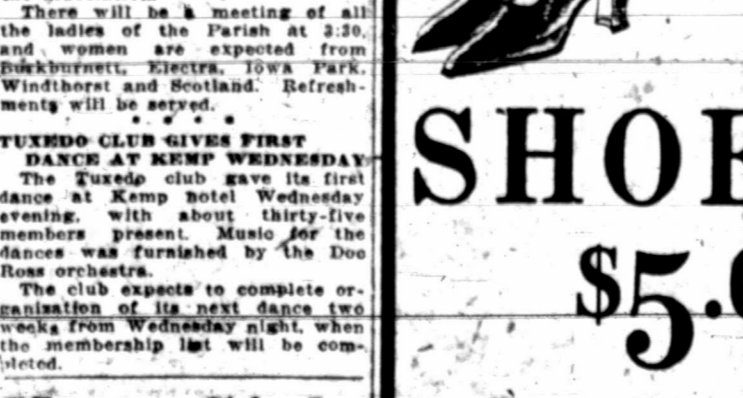 There will be a meeting of all
the ladies of the Parish at 3:30,
and women are expected from
Burkburnett, Electra, Iowa Park,
Windthorst and Scotland. Refresh-
ments will be served.
TUXEDO CLUB GIVES FIRST
DANCE AT KEMP WEDNESDAY
The Tuxedo club gave its first
dance at Kemp hotel Wednesday
evening, with about thirty-five
members present. Music for the
dances was furnished by the Doc
Ross orchestra.
The club expects to complete or-
ganization of its next dance two
weeks from Wednesday night, when
the membership list will be com-
pleted.
SHOE
$5.0